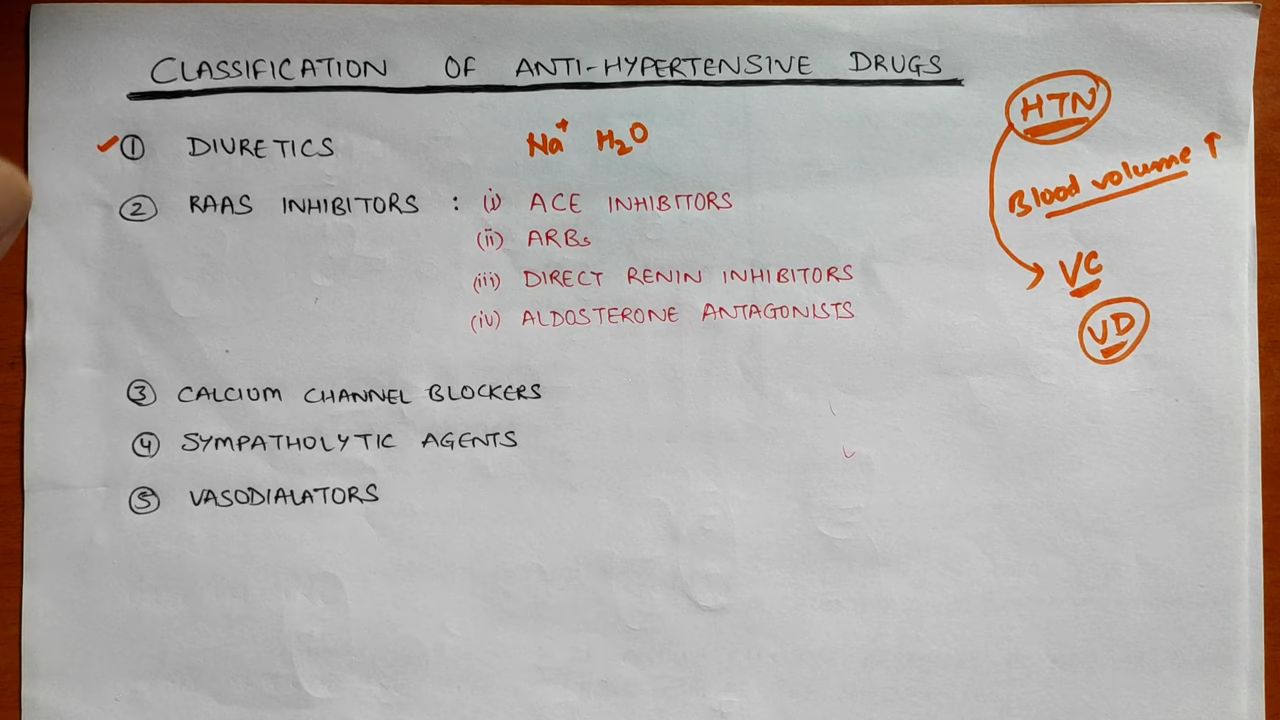 CLASSIFICATION OF ANTI-HYPERTENSIVE DRUGS
① DIURETICS Na⁺ H₂O
② RAAS INHIBITORS : (i) ACE INHIBITORS
(ii) ARBs
(iii) DIRECT RENIN INHIBITORS
(iv) ALDOSTERONE ANTAGONISTS
③ CALCIUM CHANNEL BLOCKERS
④ SYMPATHOLYTIC AGENTS
⑤ VASODIALATORS
HTN
Blood volume ↑
VC
VD